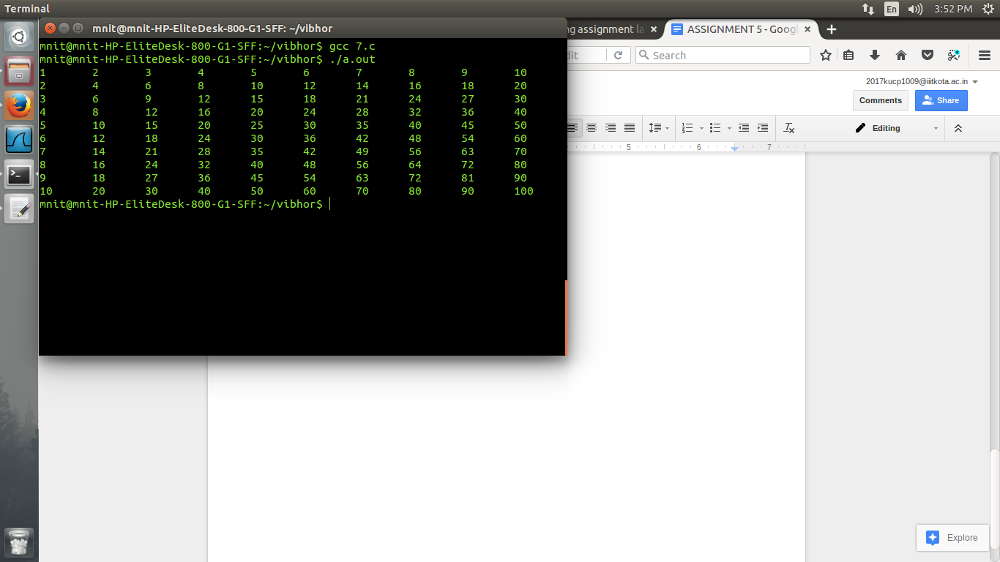 Terminal
En
3:52 PM
mnit@mnit-HP-EliteDesk-800-G1-SFF: ~/vibhor
mnit@mnit-HP-EliteDesk-800-G1-SFF:~/vibhor$ gcc 7.c
mnit@mnit-HP-EliteDesk-800-G1-SFF:~/vibhor$ ./a.out
1 2 3 4 5 6 7 8 9 10
2 4 6 8 10 12 14 16 18 20
3 6 9 12 15 18 21 24 27 30
4 8 12 16 20 24 28 32 36 40
5 10 15 20 25 30 35 40 45 50
6 12 18 24 30 36 42 48 54 60
7 14 21 28 35 42 49 56 63 70
8 16 24 32 40 48 56 64 72 80
9 18 27 36 45 54 63 72 81 90
10 20 30 40 50 60 70 80 90 100
mnit@mnit-HP-EliteDesk-800-G1-SFF:~/vibhor$
assignment
ASSIGNMENT 5 - Goog
Search
2017kucp1009@iiitkota.ac.in
Comments
Share
Editing
5 6 7
Explore